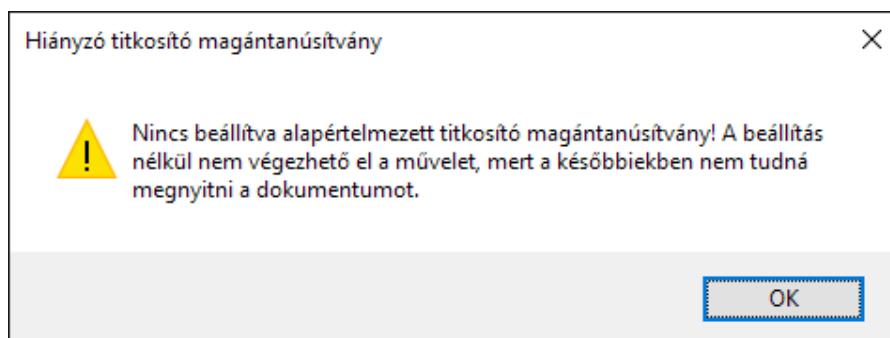 Hiányzó titkosító magántanúsítvány
Nincs beállítva alapértelmezett titkosító magántanúsítvány! A beállítás
nélkül nem végezhető el a művelet, mert a későbbiekben nem tudná
megnyitni a dokumentumot.
OK